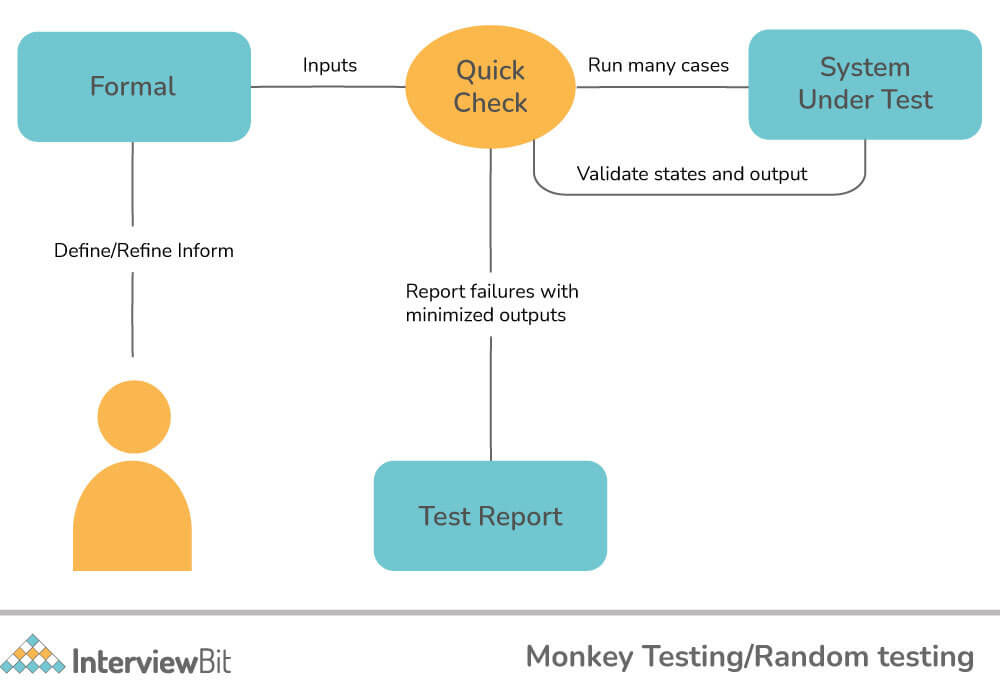 Formal
Inputs
Quick
Check
Run many cases
System
Under Test
Validate states and output
Define/Refine Inform
Report failures with
minimized outputs
Test Report
InterviewBit
Monkey Testing/Random testing